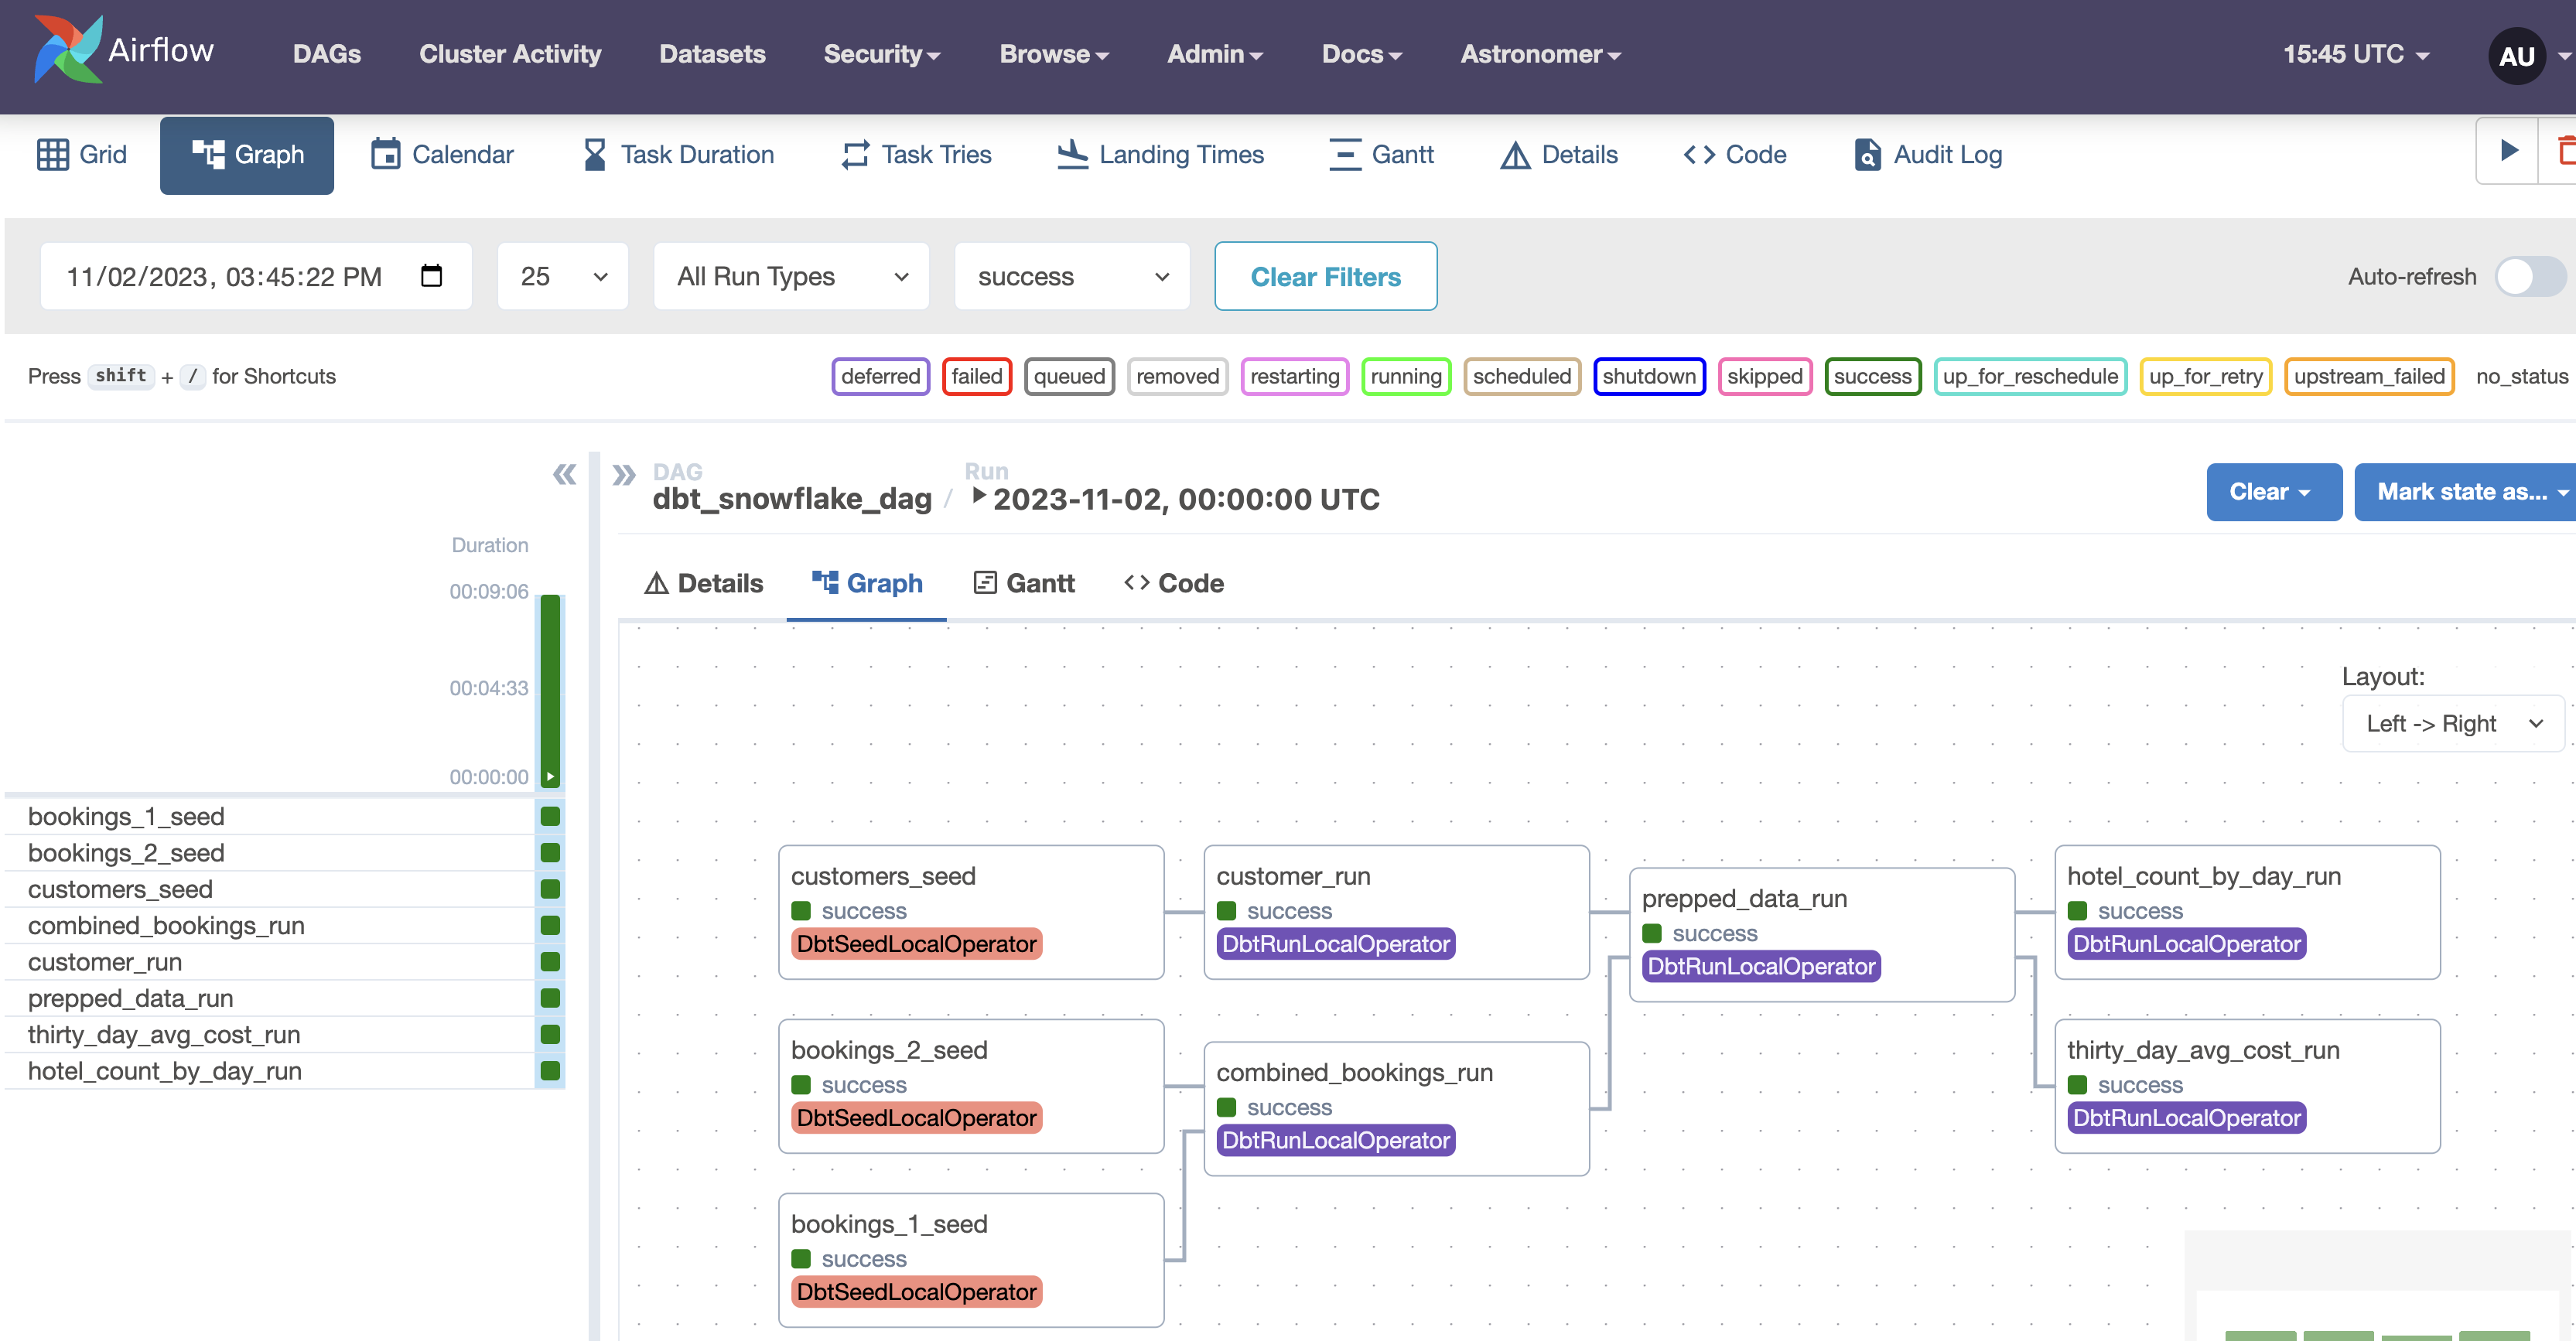 Airflow DAGs Cluster Activity Datasets Security Browse Admin Docs Astronomer 15:45 UTC AU
Grid Graph Calendar Task Duration Task Tries Landing Times Gantt Details Code Audit Log
11/02/2023, 03:45:22 PM 25 All Run Types success Clear Filters Auto-refresh
Press shift + / for Shortcuts deferred failed queued removed restarting running scheduled shutdown skipped success up_for_reschedule up_for_retry upstream_failed no_status
DAG Run
dbt_snowflake_dag / 2023-11-02, 00:00:00 UTC Clear Mark state as...
Duration
00:09:06
00:04:33
00:00:00
bookings_1_seed
bookings_2_seed
customers_seed
combined_bookings_run
customer_run
prepped_data_run
thirty_day_avg_cost_run
hotel_count_by_day_run
Details Graph Gantt Code
Layout:
Left -> Right
customers_seed
success
DbtSeedLocalOperator
bookings_2_seed
success
DbtSeedLocalOperator
bookings_1_seed
success
DbtSeedLocalOperator
customer_run
success
DbtRunLocalOperator
combined_bookings_run
success
DbtRunLocalOperator
prepped_data_run
success
DbtRunLocalOperator
hotel_count_by_day_run
success
DbtRunLocalOperator
thirty_day_avg_cost_run
success
DbtRunLocalOperator